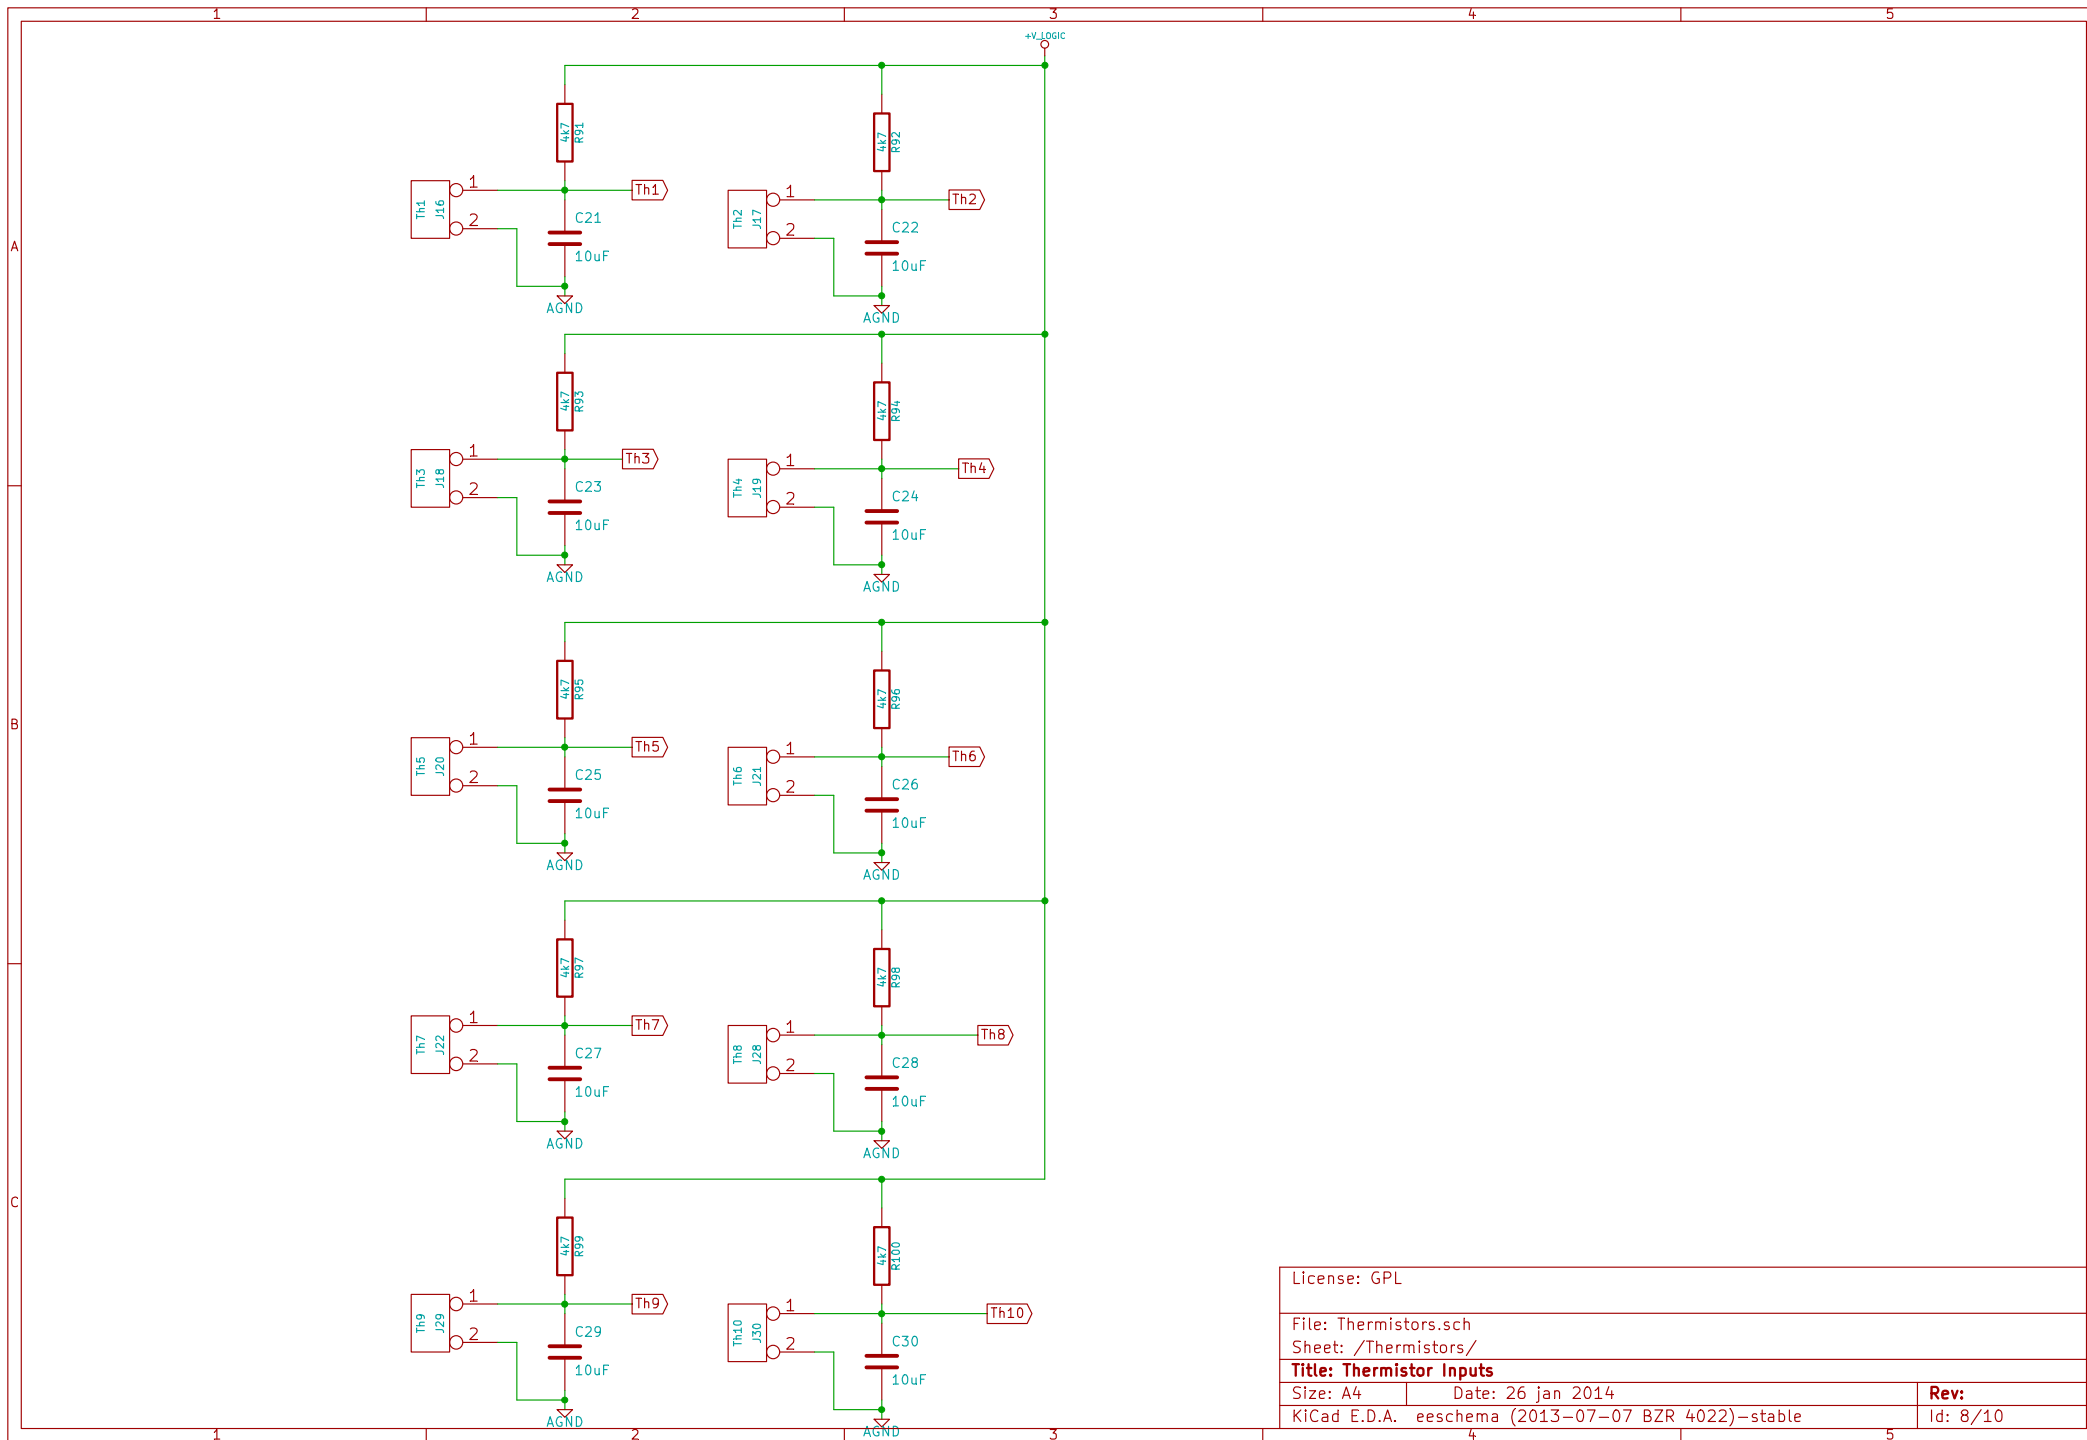 1 2 3 4 5
+V_LOGIC
4k7 R91
4k7 R92
Th1 J16 1 2
Th1
C21
10uF
AGND
Th2 J17 1 2
Th2
C22
10uF
AGND
A
4k7 R93
4k7 R94
Th3 J18 1 2
Th3
C23
10uF
AGND
Th4 J19 1 2
Th4
C24
10uF
AGND
4k7 R95
4k7 R96
B
Th5 J20 1 2
Th5
C25
10uF
AGND
Th6 J21 1 2
Th6
C26
10uF
AGND
4k7 R97
4k7 R98
Th7 J22 1 2
Th7
C27
10uF
AGND
Th8 J28 1 2
Th8
C28
10uF
AGND
C
4k7 R99
4k7 R100
Th9 J29 1 2
Th9
C29
10uF
AGND
Th10 J30 1 2
Th10
C30
10uF
AGND
License: GPL
File: Thermistors.sch
Sheet: /Thermistors/
Title: Thermistor Inputs
Size: A4 Date: 26 jan 2014 Rev:
KiCad E.D.A. eeschema (2013-07-07 BZR 4022)-stable Id: 8/10
1 2 3 4 5